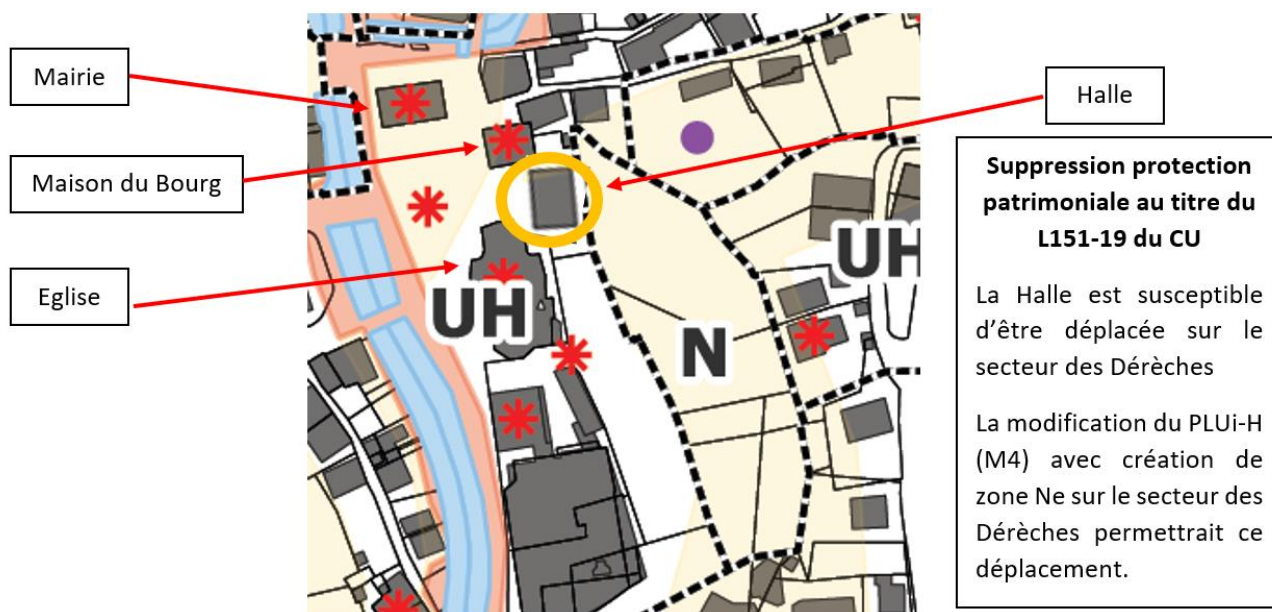 Mairie
Maison du Bourg
Eglise
UH
N
UH
Halle
Suppression protection
patrimoniale au titre du
L151-19 du CU
La Halle est susceptible
d’être déplacée sur le
secteur des Dérèches
La modification du PLUi-H
(M4) avec création de
zone Ne sur le secteur des
Dérèches permettrait ce
déplacement.